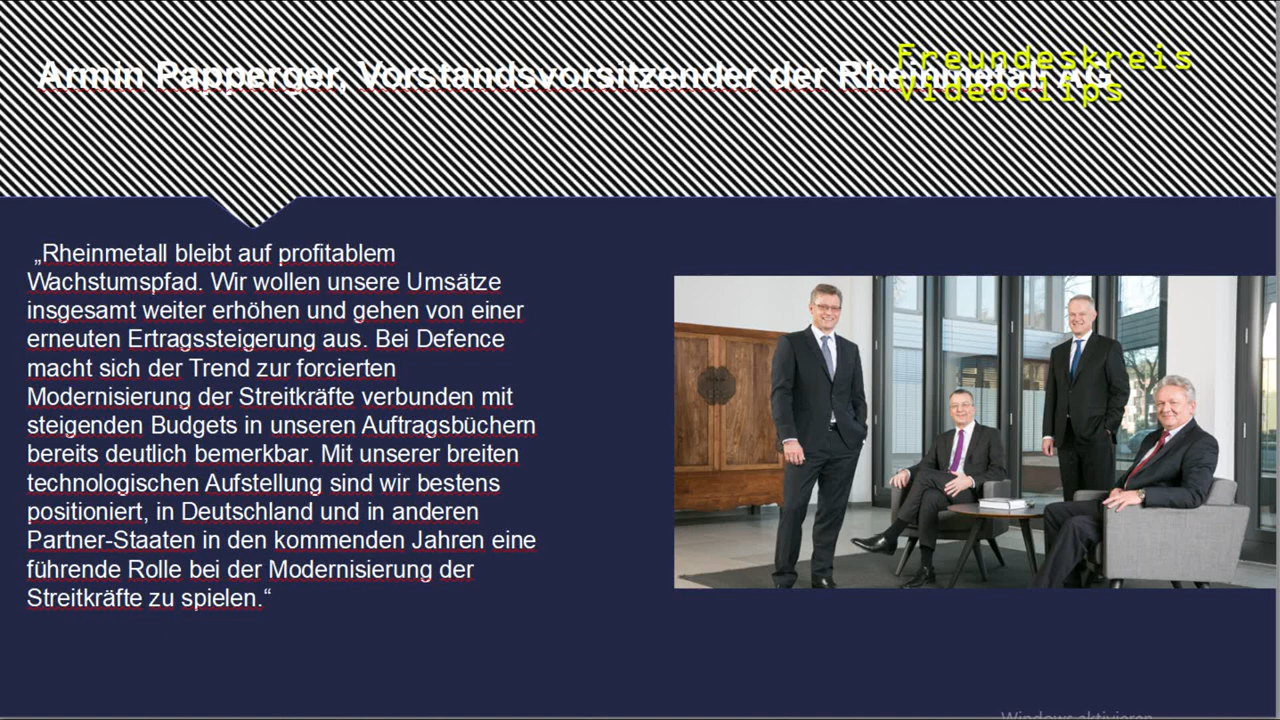 Armin Papperger, Vorstandsvorsitzender der Rheinmetall AG
Freundeskreis
Videoclips
„Rheinmetall bleibt auf profitablem
Wachstumspfad. Wir wollen unsere Umsätze
insgesamt weiter erhöhen und gehen von einer
erneuten Ertragssteigerung aus. Bei Defence
macht sich der Trend zur forcierten
Modernisierung der Streitkräfte verbunden mit
steigenden Budgets in unseren Auftragsbüchern
bereits deutlich bemerkbar. Mit unserer breiten
technologischen Aufstellung sind wir bestens
positioniert, in Deutschland und in anderen
Partner-Staaten in den kommenden Jahren eine
führende Rolle bei der Modernisierung der
Streitkräfte zu spielen.“
Windows aktivieren